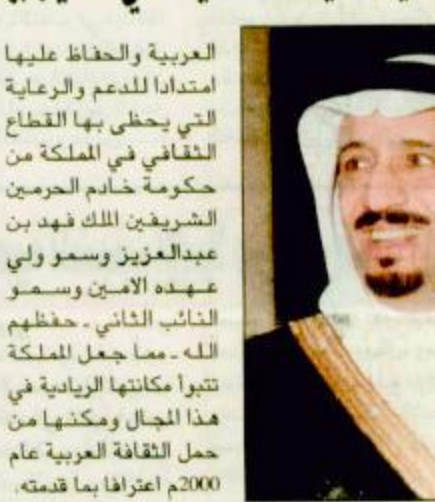 العربية والحفاظ عليها
امتدادا للدعم والرعاية
التي يحظى بها القطاع
الثقافي في المملكة من
حكومة خادم الحرمين
الشريفين الملك فهد بن
عبدالعزيز وسمو ولي
عهده الامين وسمو
النائب الثاني ـ حفظهم
الله ـ مما جعل المملكة
تتبوأ مكانتها الريادية في
هذا المجال ومكنها من
حمل الثقافة العربية عام
2000م اعترافا بما قدمته،